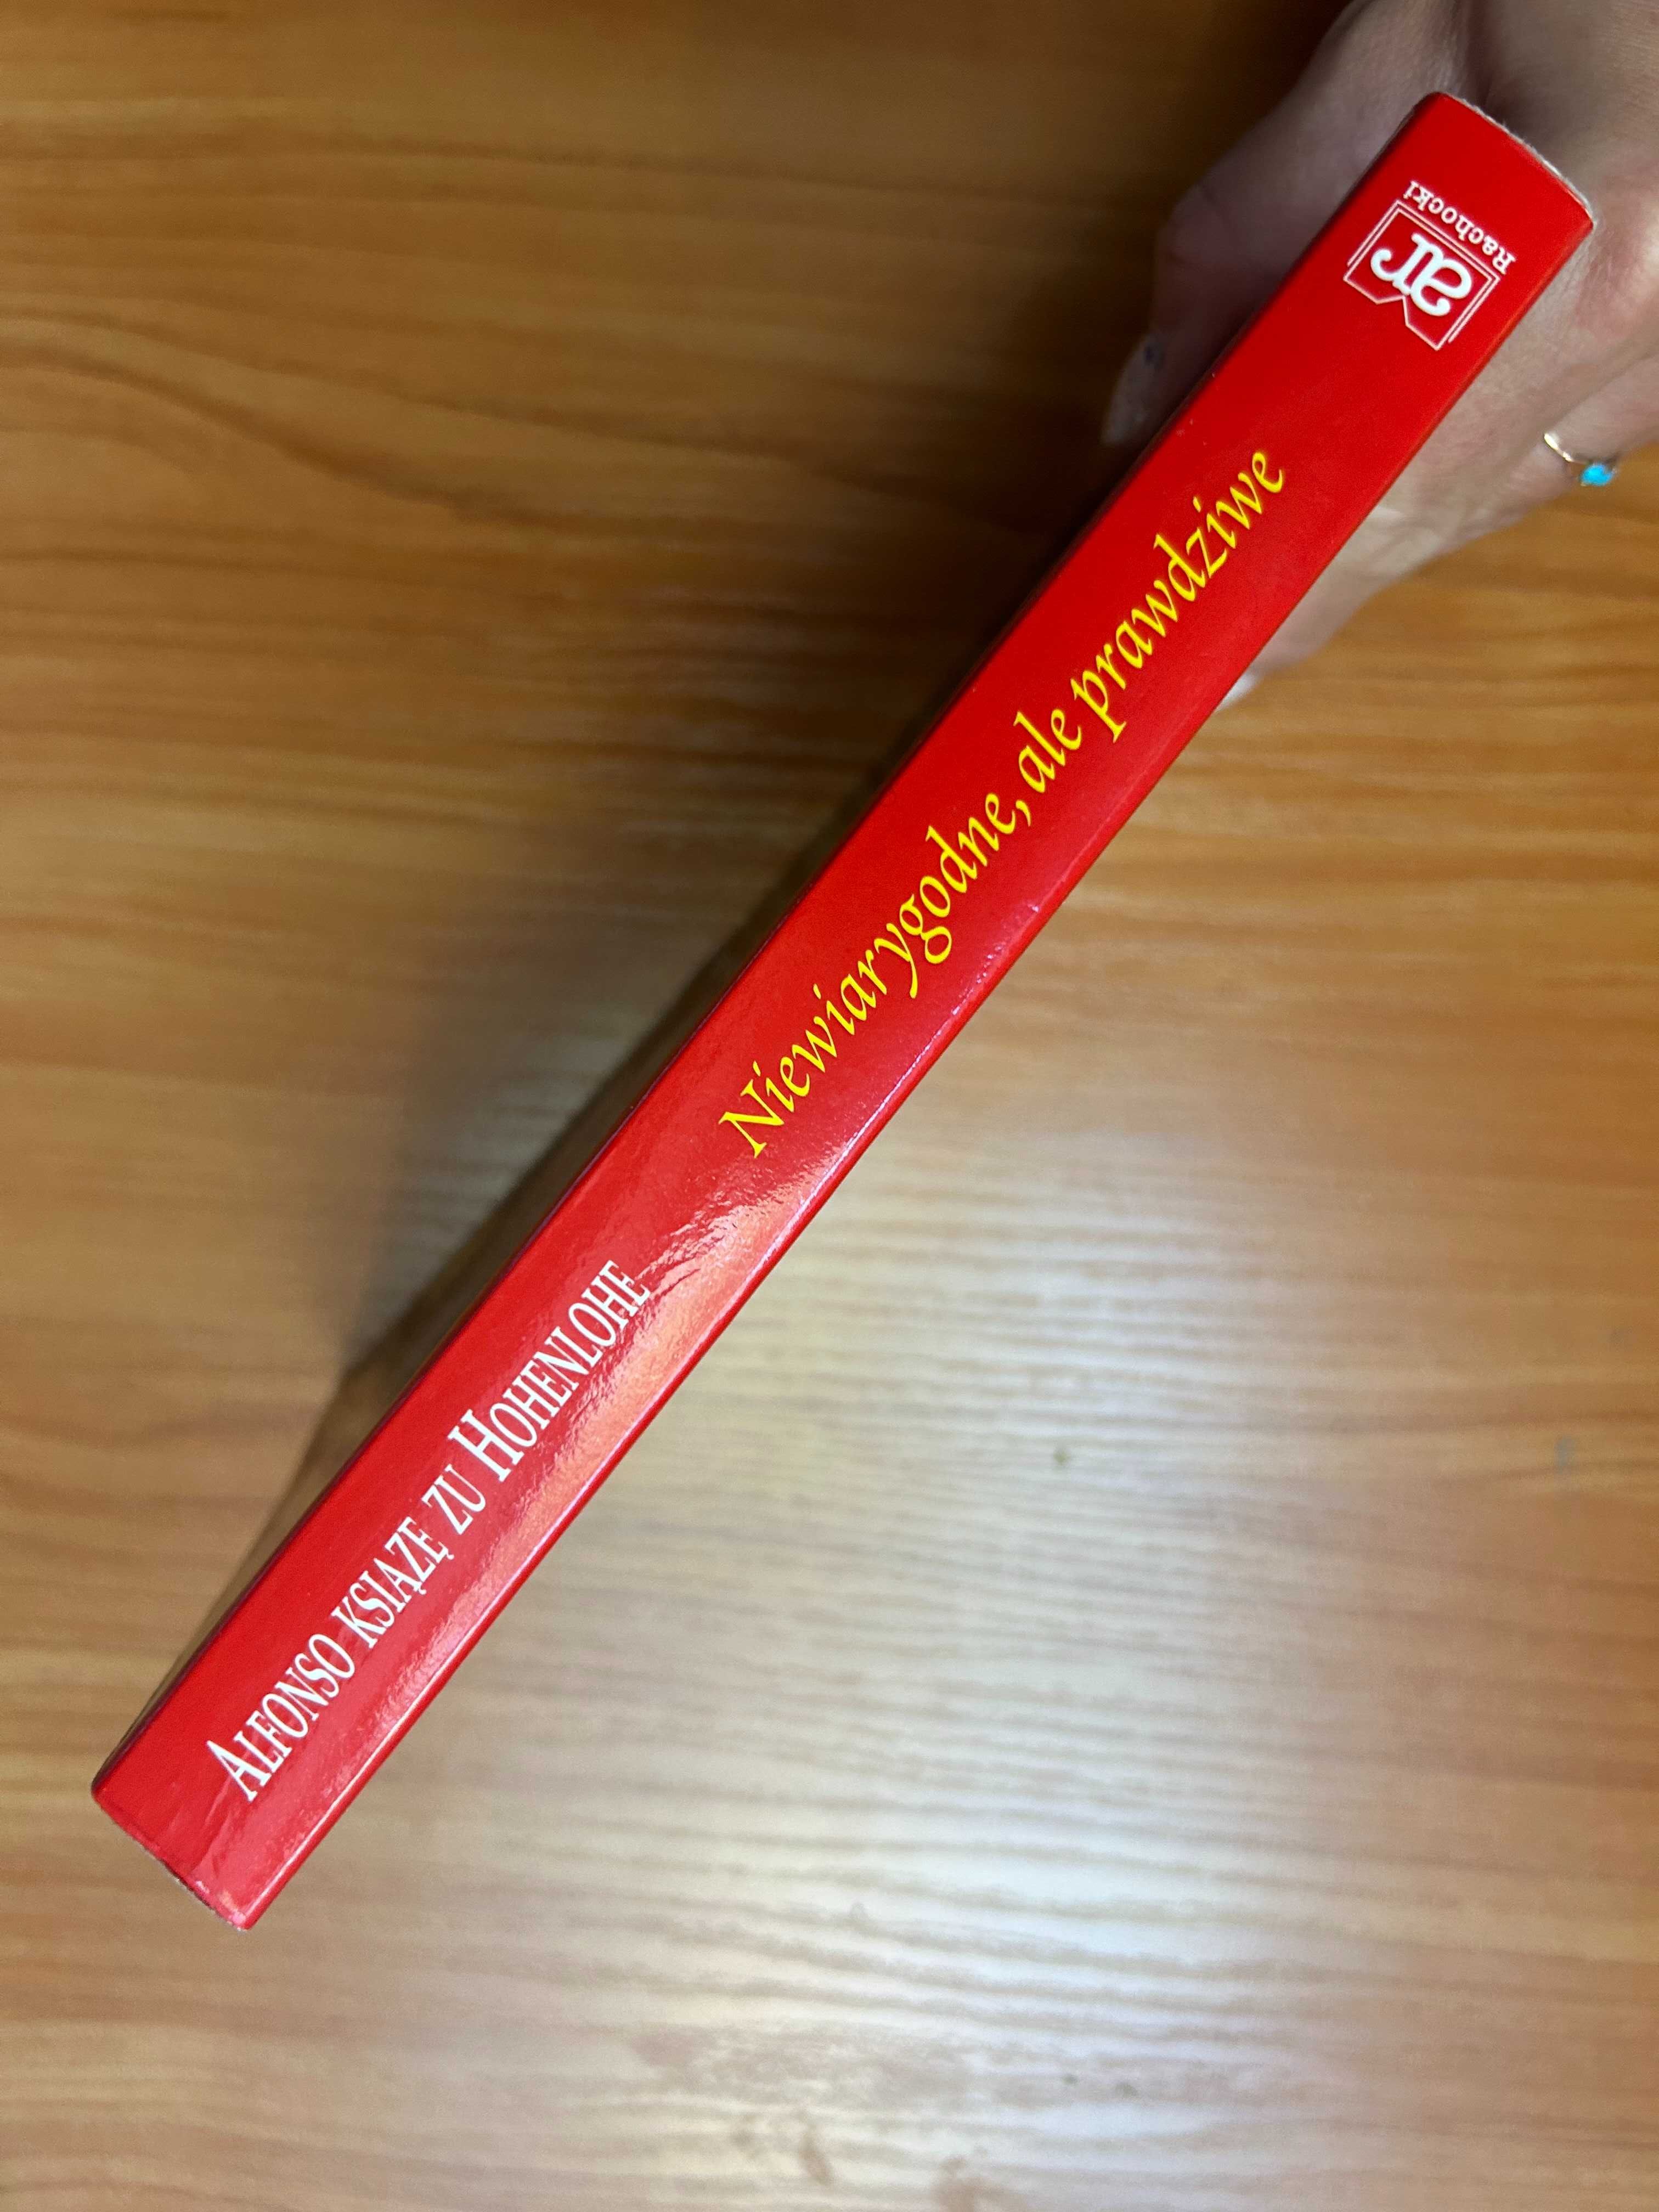 ALFONSO KSIĄŻĘ ZU HOHENLOHE
Niewiarygodne, ale prawdziwe
ar
Rachocki